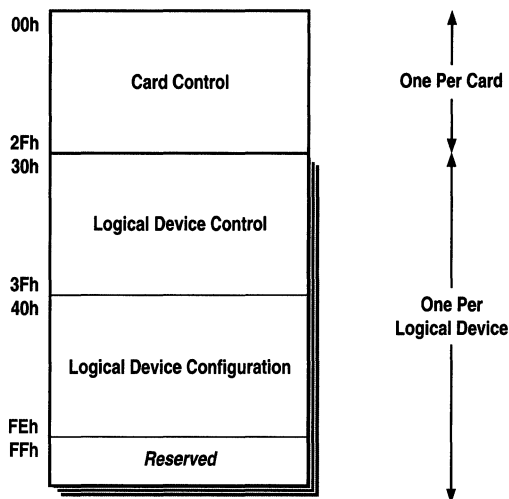 00h
Card Control
One Per Card
2Fh
30h
Logical Device Control
3Fh
40h
One Per
Logical Device
Logical Device Configuration
FEh
FFh
Reserved